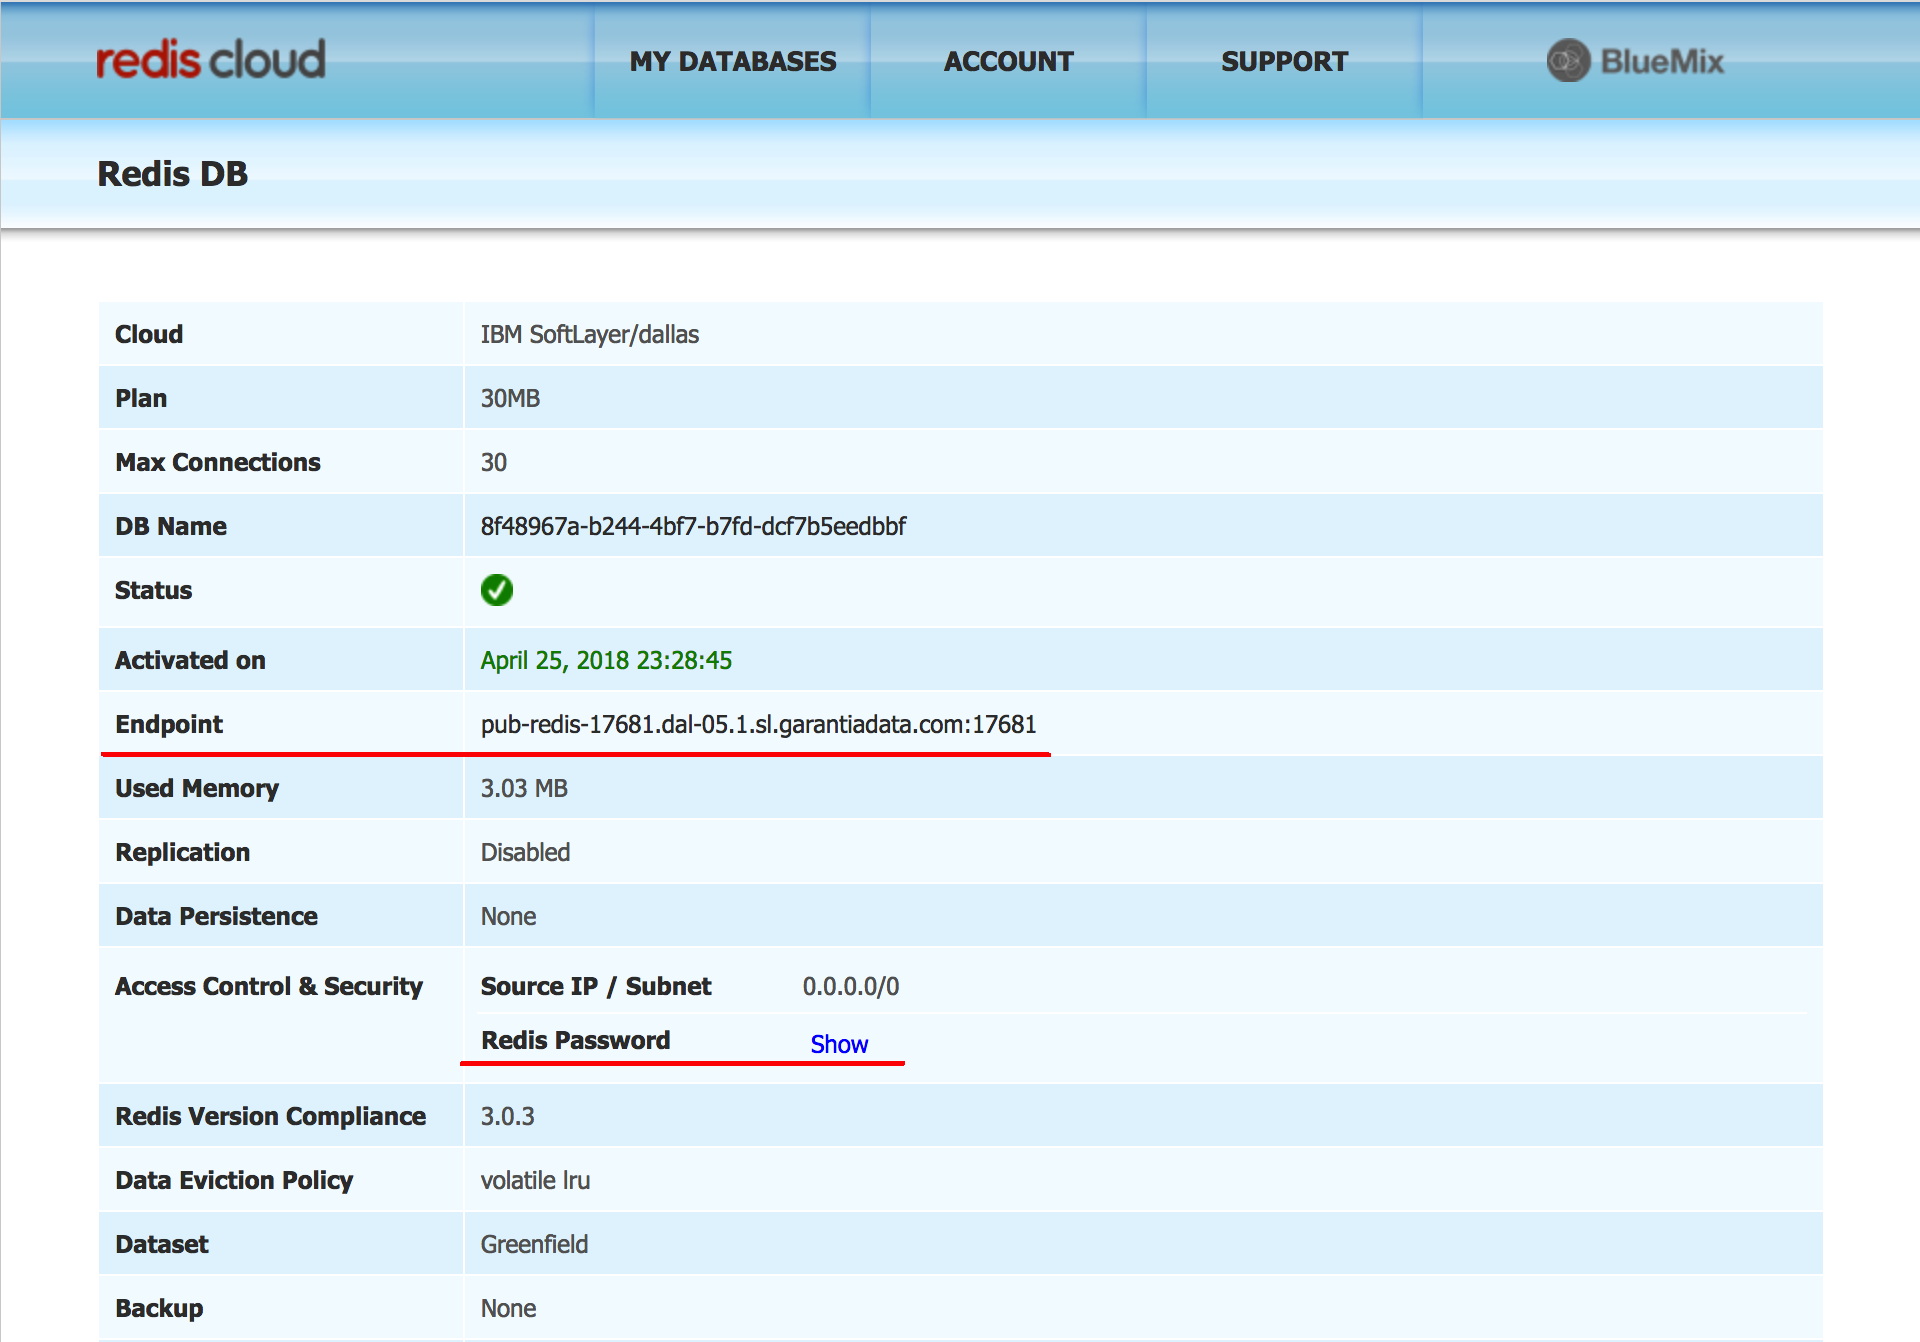 redis cloud MY DATABASES ACCOUNT SUPPORT BlueMix
Redis DB
Cloud IBM SoftLayer/dallas
Plan 30MB
Max Connections 30
DB Name 8f48967a-b244-4bf7-b7fd-dcf7b5eedbbf
Status
Activated on April 25, 2018 23:28:45
Endpoint pub-redis-17681.dal-05.1.sl.garantiadata.com:17681
Used Memory 3.03 MB
Replication Disabled
Data Persistence None
Access Control & Security Source IP / Subnet 0.0.0.0/0
Redis Password Show
Redis Version Compliance 3.0.3
Data Eviction Policy volatile lru
Dataset Greenfield
Backup None